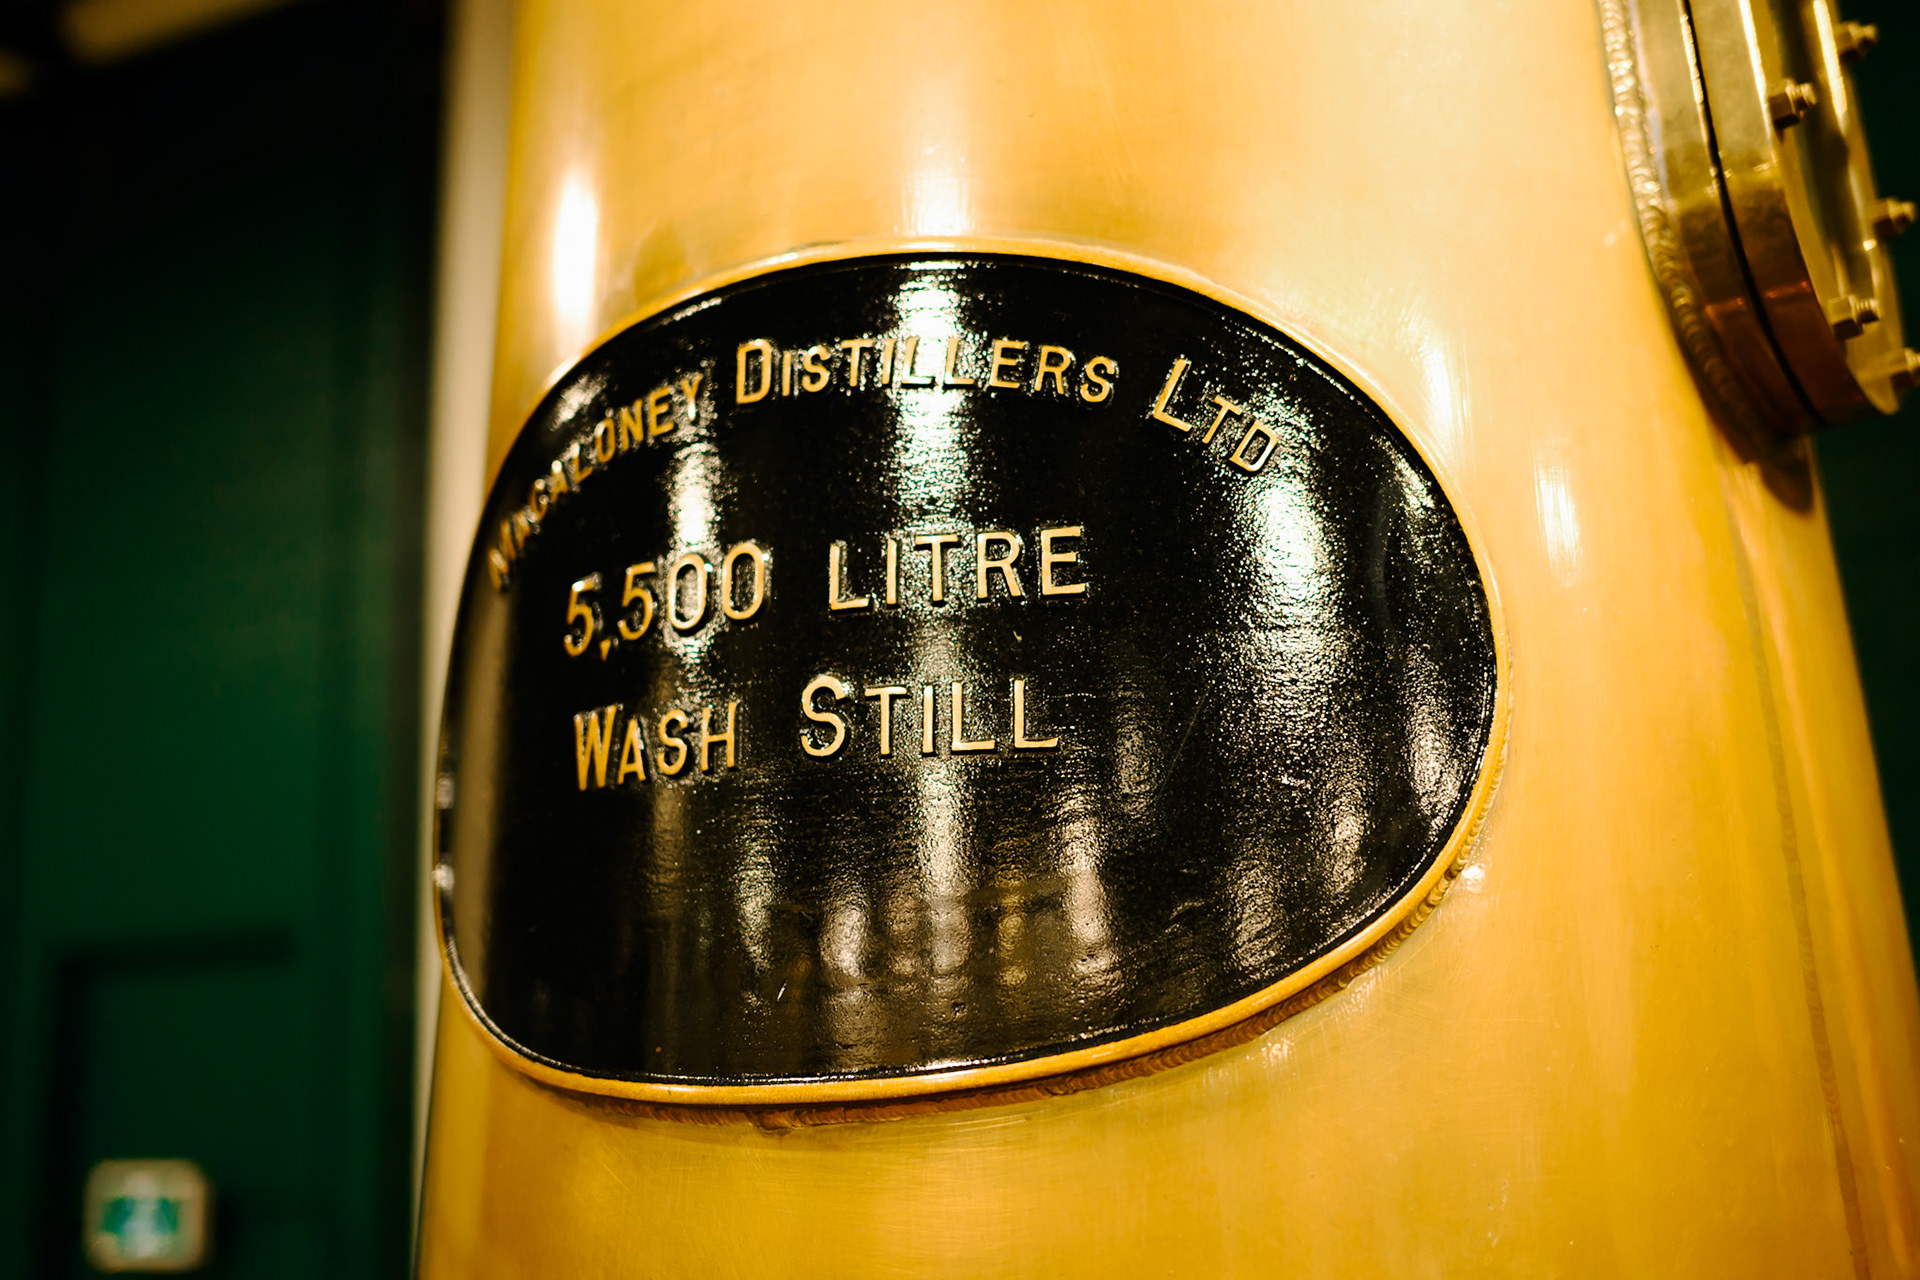 MACALONEY DISTILLERS LTD
5,500 LITRE
WASH STILL